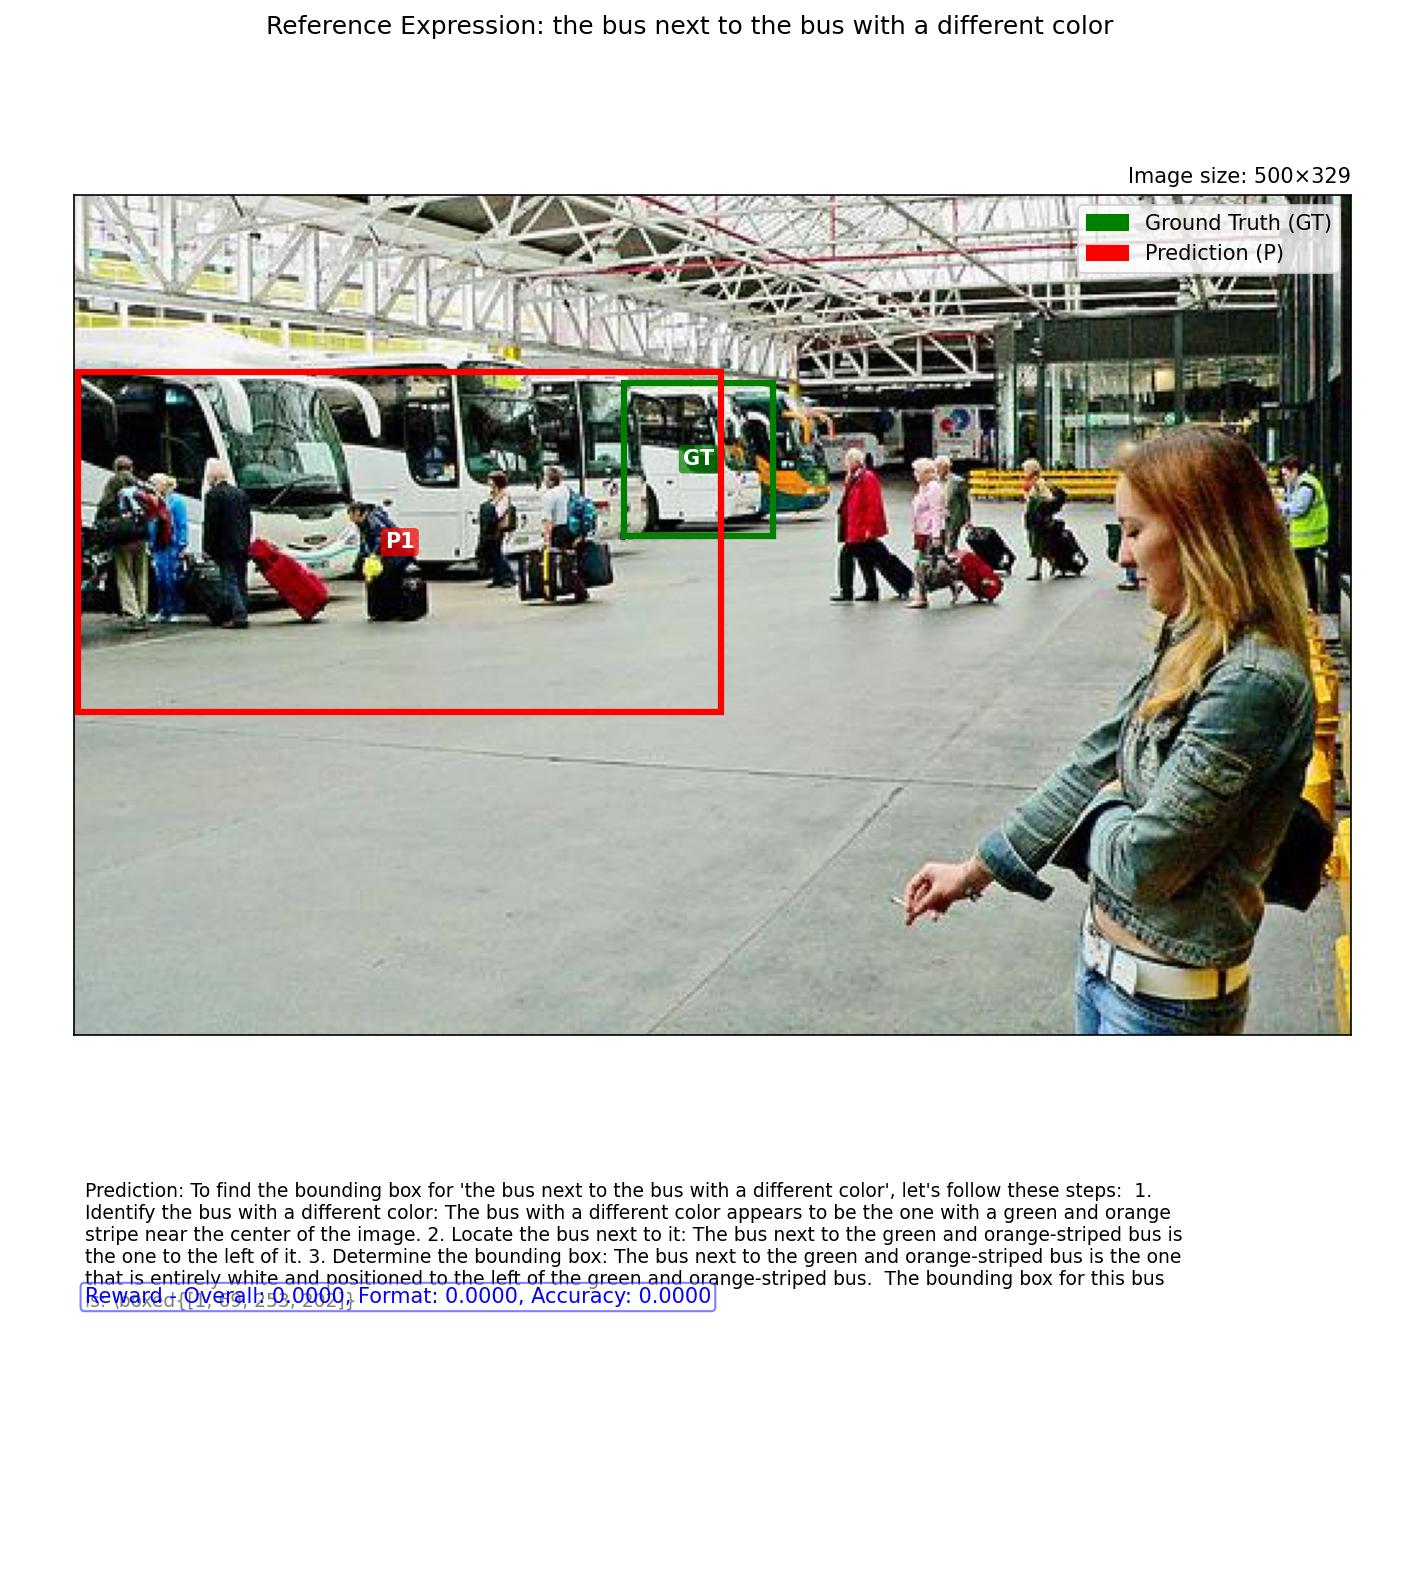 Reference Expression: the bus next to the bus with a different color
Image size: 500×329
Ground Truth (GT)
Prediction (P)
GT
P1
Prediction: To find the bounding box for 'the bus next to the bus with a different color', let's follow these steps:  1.
Identify the bus with a different color: The bus with a different color appears to be the one with a green and orange
stripe near the center of the image. 2. Locate the bus next to it: The bus next to the green and orange-striped bus is
the one to the left of it. 3. Determine the bounding box: The bus next to the green and orange-striped bus is the one
that is entirely white and positioned to the left of the green and orange-striped bus.  The bounding box for this bus
is: \boxed{[1, 69, 253, 202]}
Reward - Overall: 0.0000, Format: 0.0000, Accuracy: 0.0000